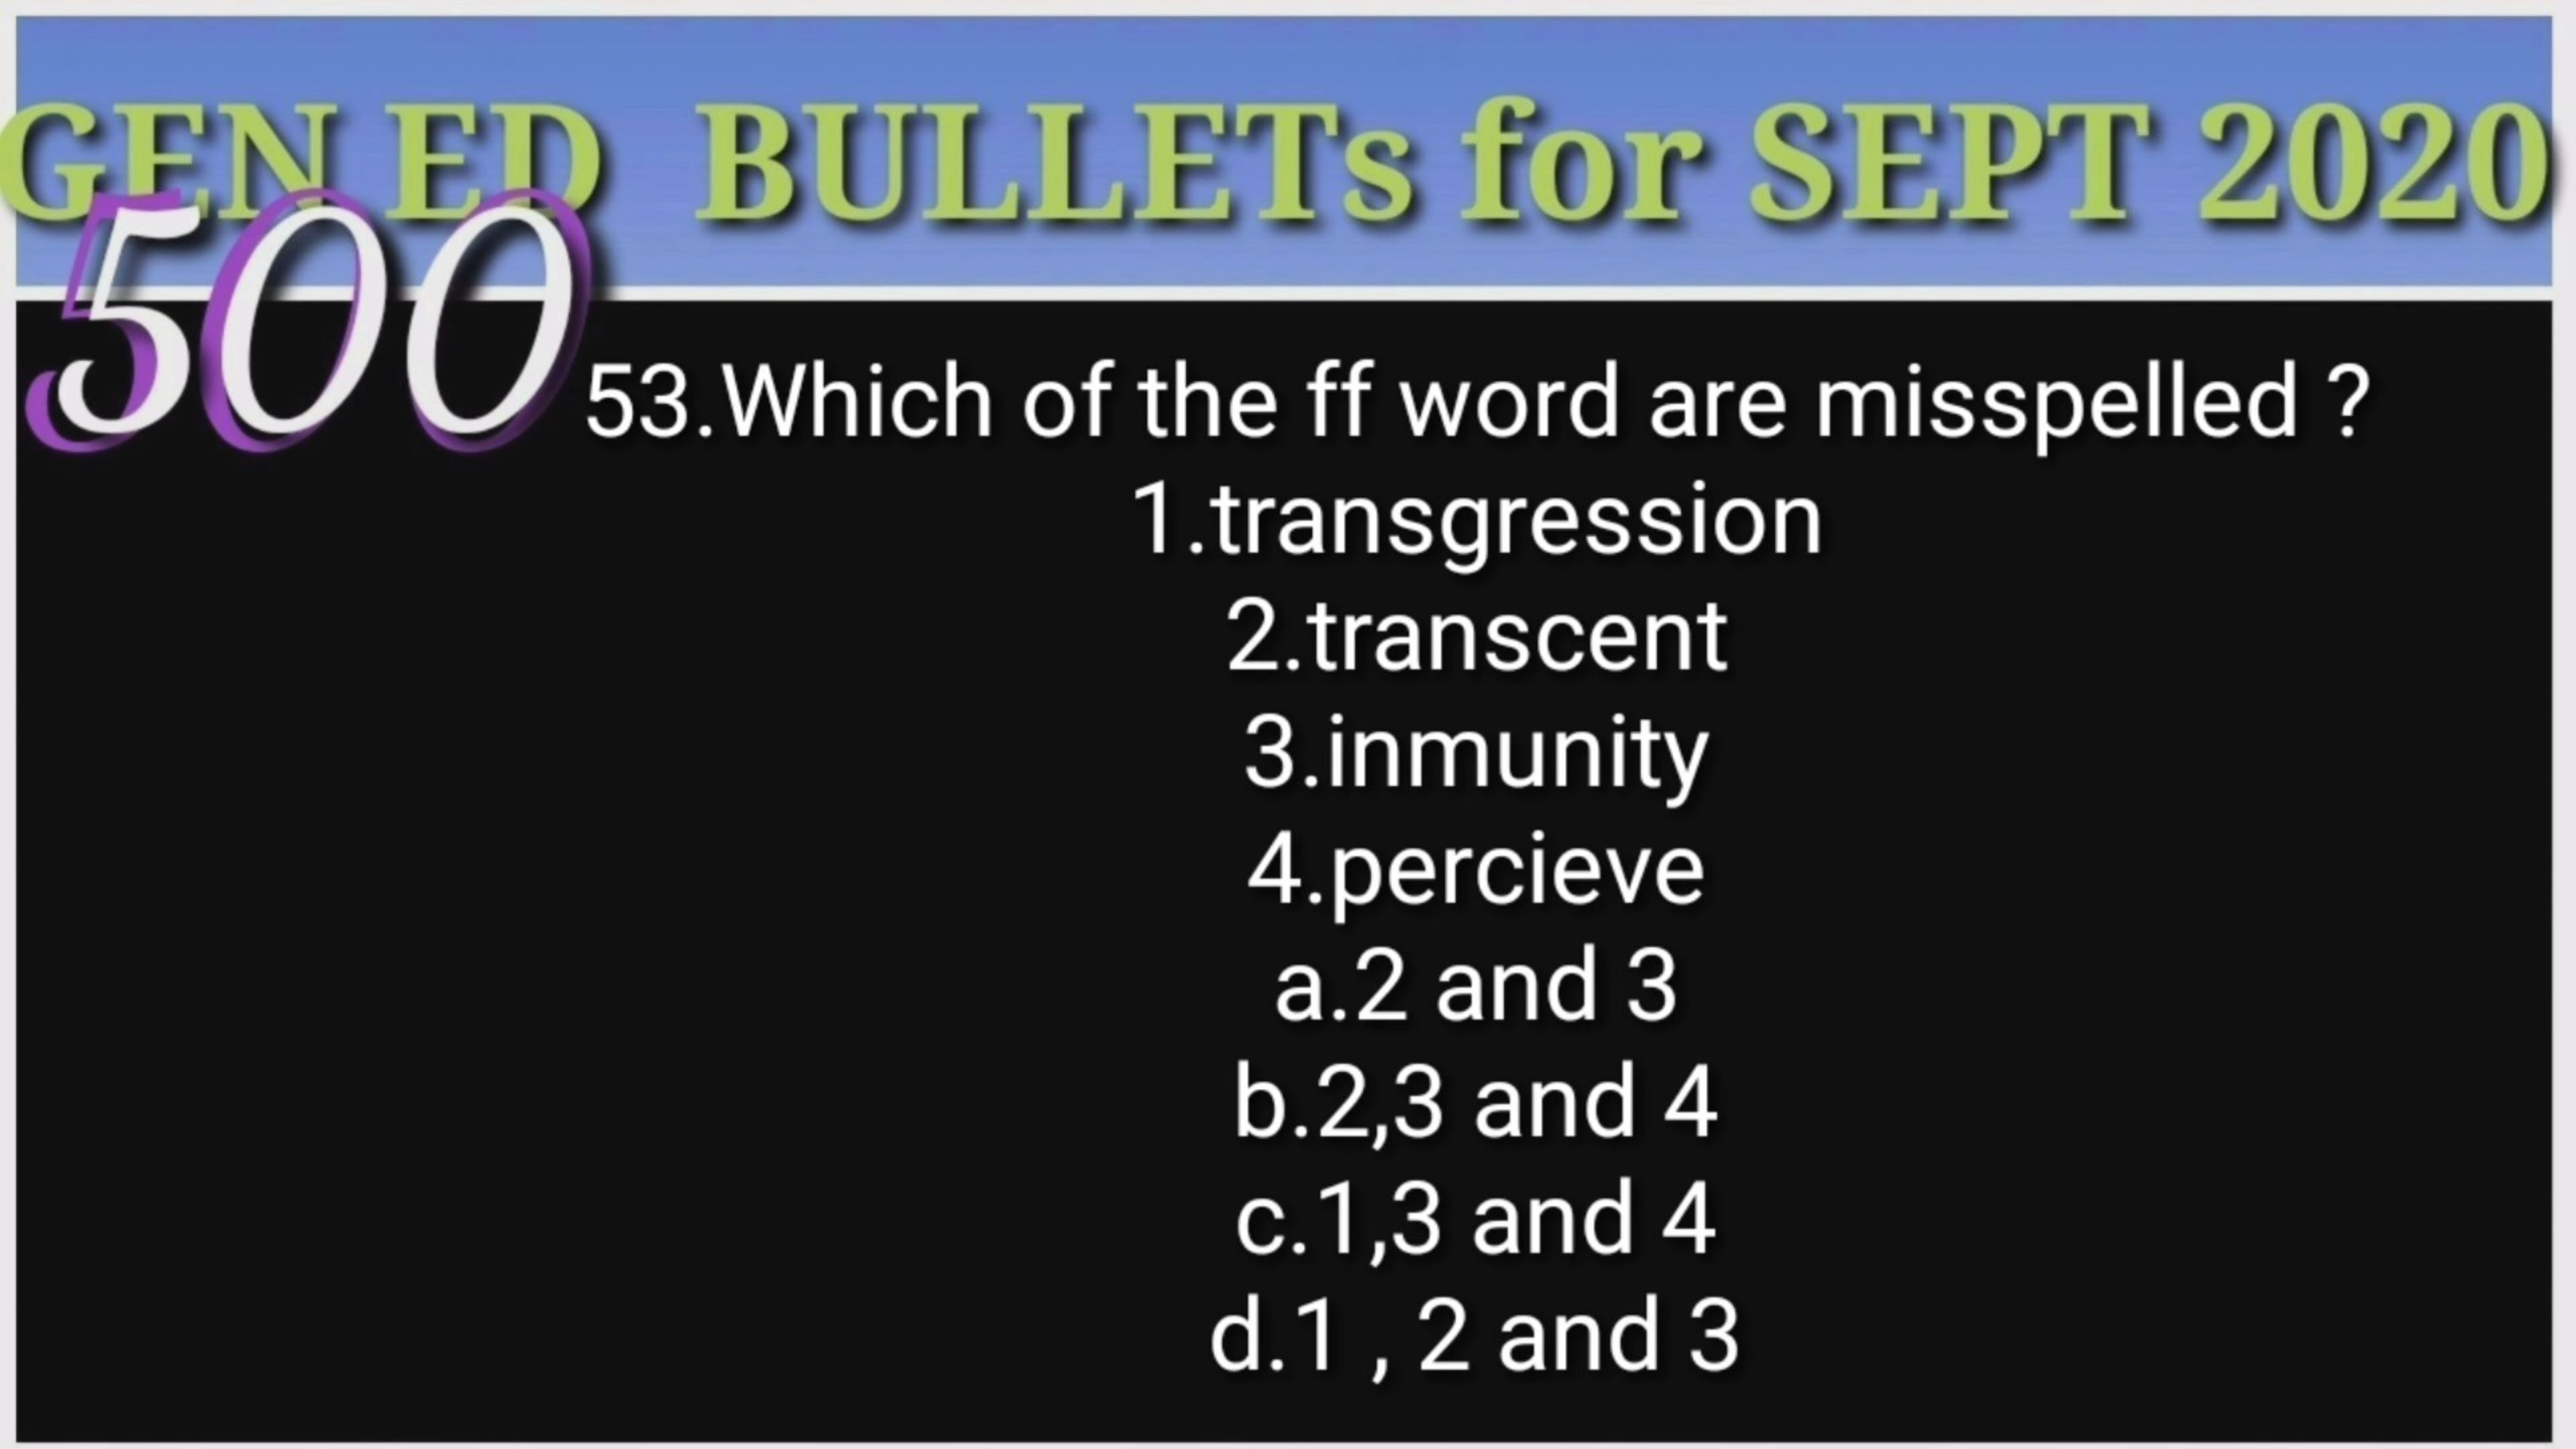 GEN ED BULLETs for SEPT 2020
500
53.Which of the ff word are misspelled ?
1.transgression
2.transcent
3.inmunity
4.percieve
a.2 and 3
b.2,3 and 4
c.1,3 and 4
d.1 , 2 and 3